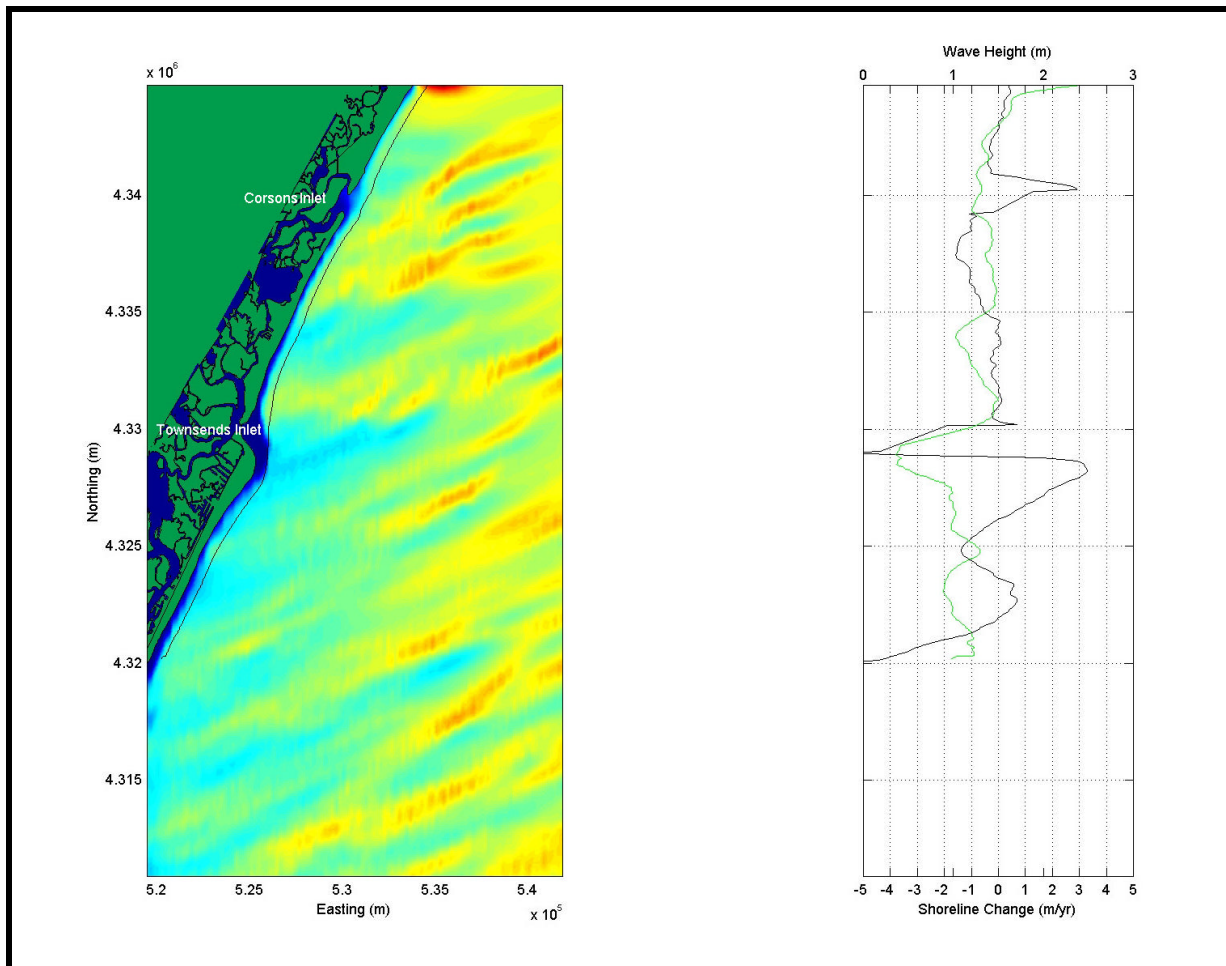 x 10^6
Corsons Inlet
4.34
4.335
Townsends Inlet
4.33
4.325
4.32
4.315
Northing (m)
5.2 5.25 5.3 5.35 5.4
Easting (m)
x 10^5
Wave Height (m)
0 1 2 3
-5 -4 -3 -2 -1 0 1 2 3 4 5
Shoreline Change (m/yr)